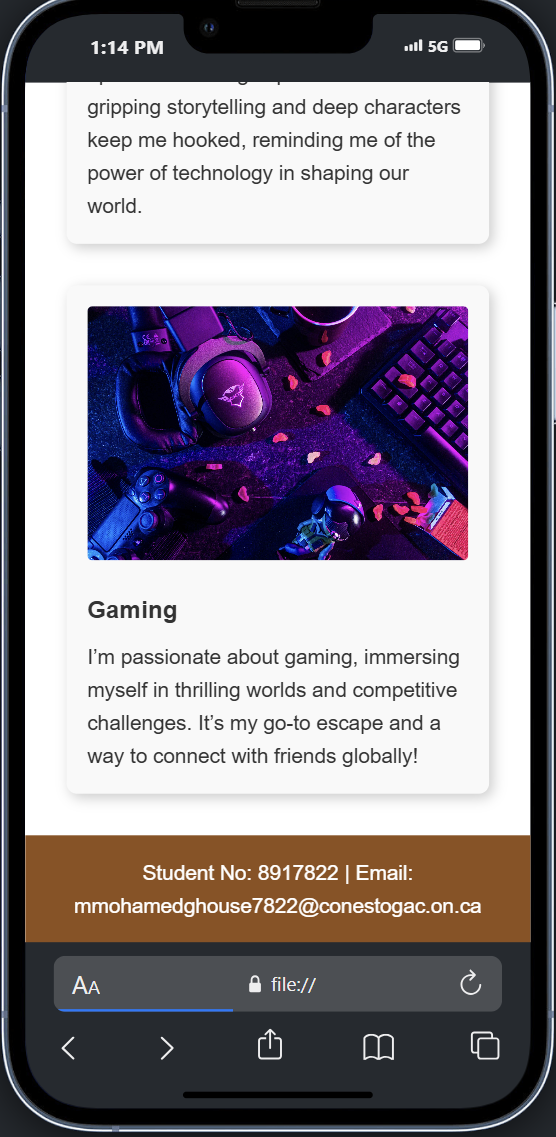 1:14 PM
5G
gripping storytelling and deep characters
keep me hooked, reminding me of the
power of technology in shaping our
world.
Gaming
I’m passionate about gaming, immersing
myself in thrilling worlds and competitive
challenges. It’s my go-to escape and a
way to connect with friends globally!
Student No: 8917822 | Email:
mmohamedghouse7822@conestogac.on.ca
AA
file://